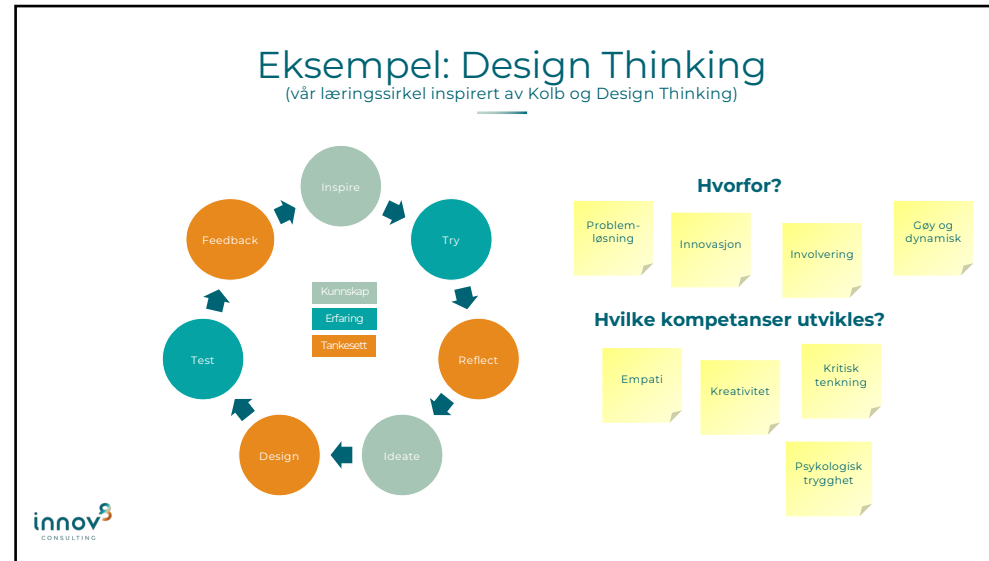 Eksempel: Design Thinking
(vår læringssirkel inspirert av Kolb og Design Thinking)
Inspire
Try
Reflect
Ideate
Design
Test
Feedback
Kunnskap
Erfaring
Tankesett
Hvorfor?
Problem-
løsning
Innovasjon
Involvering
Gøy og
dynamisk
Hvilke kompetanser utvikles?
Empati
Kreativitet
Kritisk
tenkning
Psykologisk
trygghet
innov8
CONSULTING